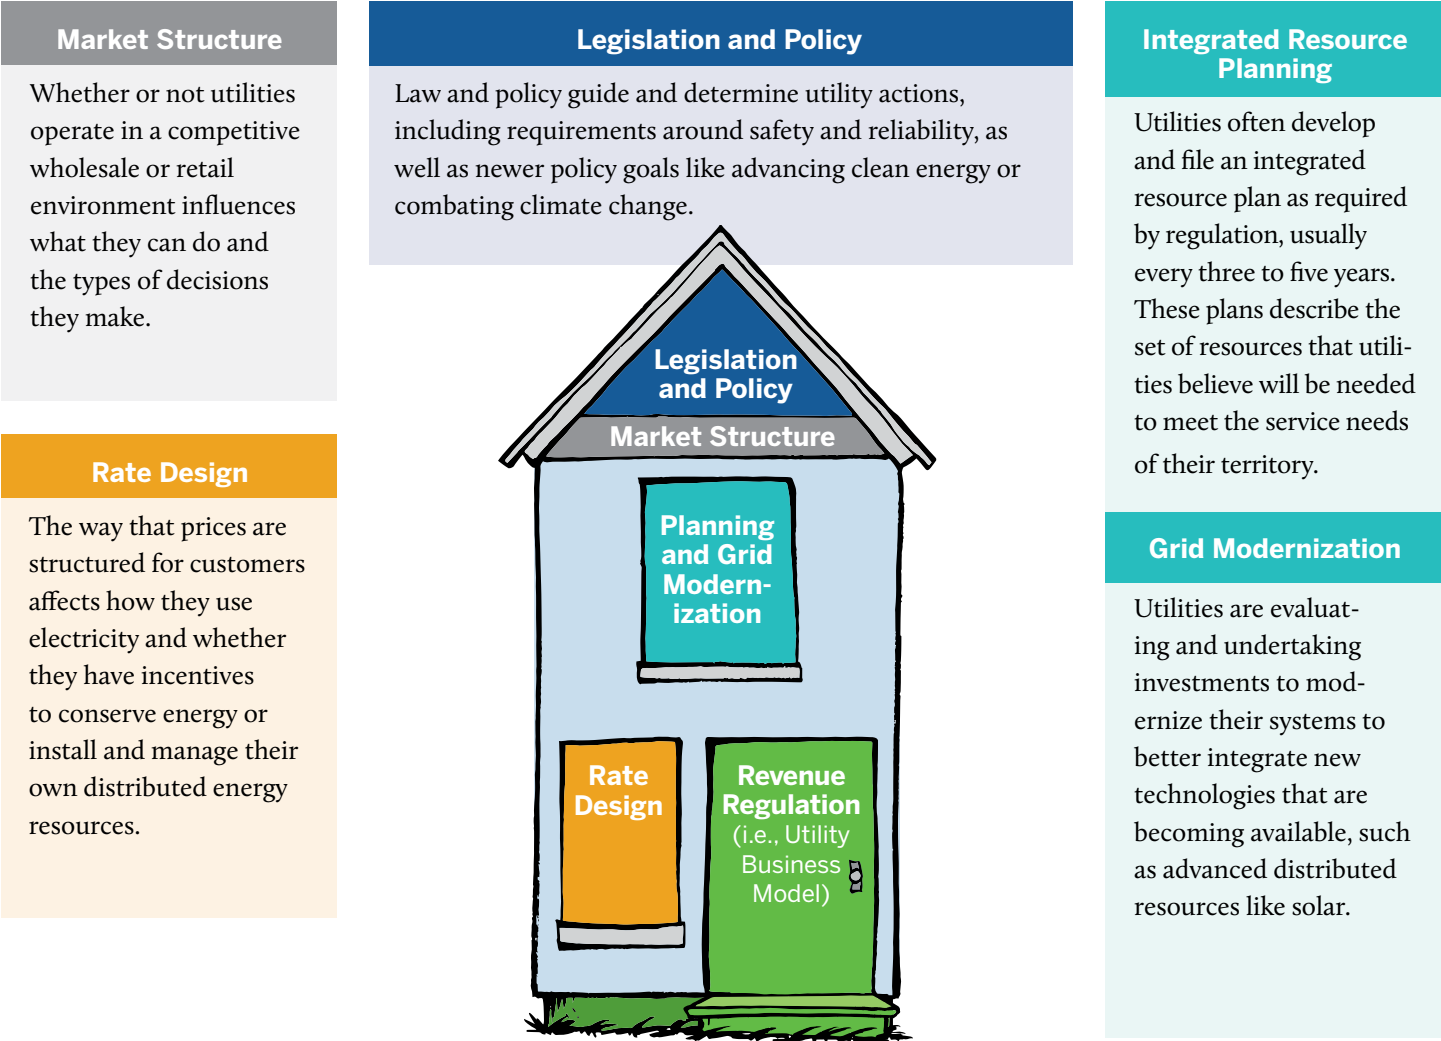 Market Structure
Whether or not utilities
operate in a competitive
wholesale or retail
environment influences
what they can do and
the types of decisions
they make.
Rate Design
The way that prices are
structured for customers
affects how they use
electricity and whether
they have incentives
to conserve energy or
install and manage their
own distributed energy
resources.
Legislation and Policy
Law and policy guide and determine utility actions,
including requirements around safety and reliability, as
well as newer policy goals like advancing clean energy or
combating climate change.
Legislation
and Policy
Market Structure
Planning
and Grid
Modern-
ization
Rate
Design
Revenue
Regulation
(i.e., Utility
Business
Model)
Integrated Resource
Planning
Utilities often develop
and file an integrated
resource plan as required
by regulation, usually
every three to five years.
These plans describe the
set of resources that utili-
ties believe will be needed
to meet the service needs
of their territory.
Grid Modernization
Utilities are evaluat-
ing and undertaking
investments to mod-
ernize their systems to
better integrate new
technologies that are
becoming available, such
as advanced distributed
resources like solar.